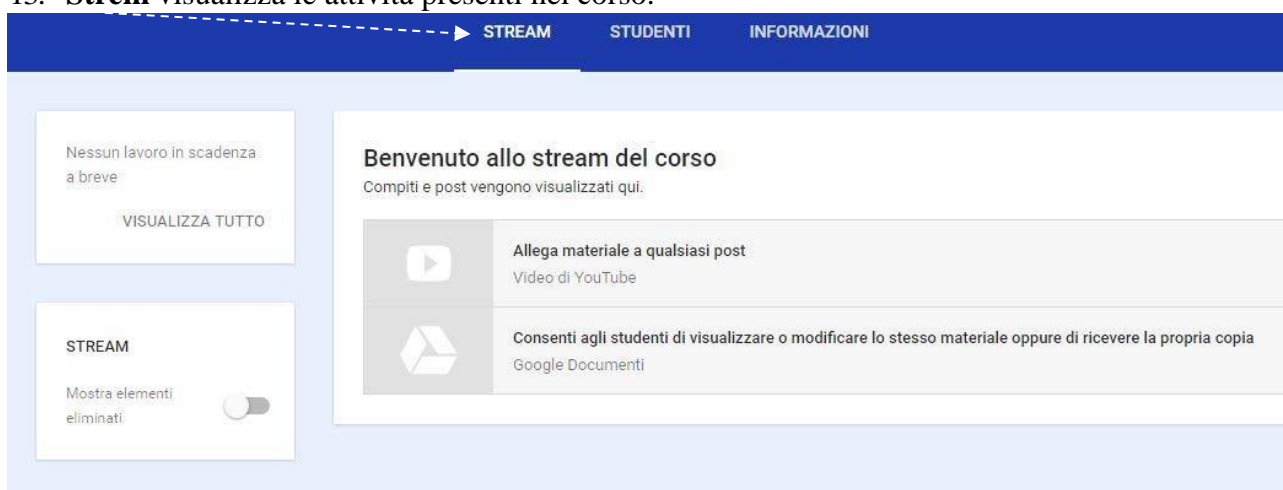 13. Strem visualizza le attività presenti nel corso.
STREAM STUDENTI INFORMAZIONI
Nessun lavoro in scadenza
a breve
VISUALIZZA TUTTO
Benvenuto allo stream del corso
Compiti e post vengono visualizzati qui.
Allega materiale a qualsiasi post
Video di YouTube
Consenti agli studenti di visualizzare o modificare lo stesso materiale oppure di ricevere la propria copia
Google Documenti
STREAM
Mostra elementi
eliminati